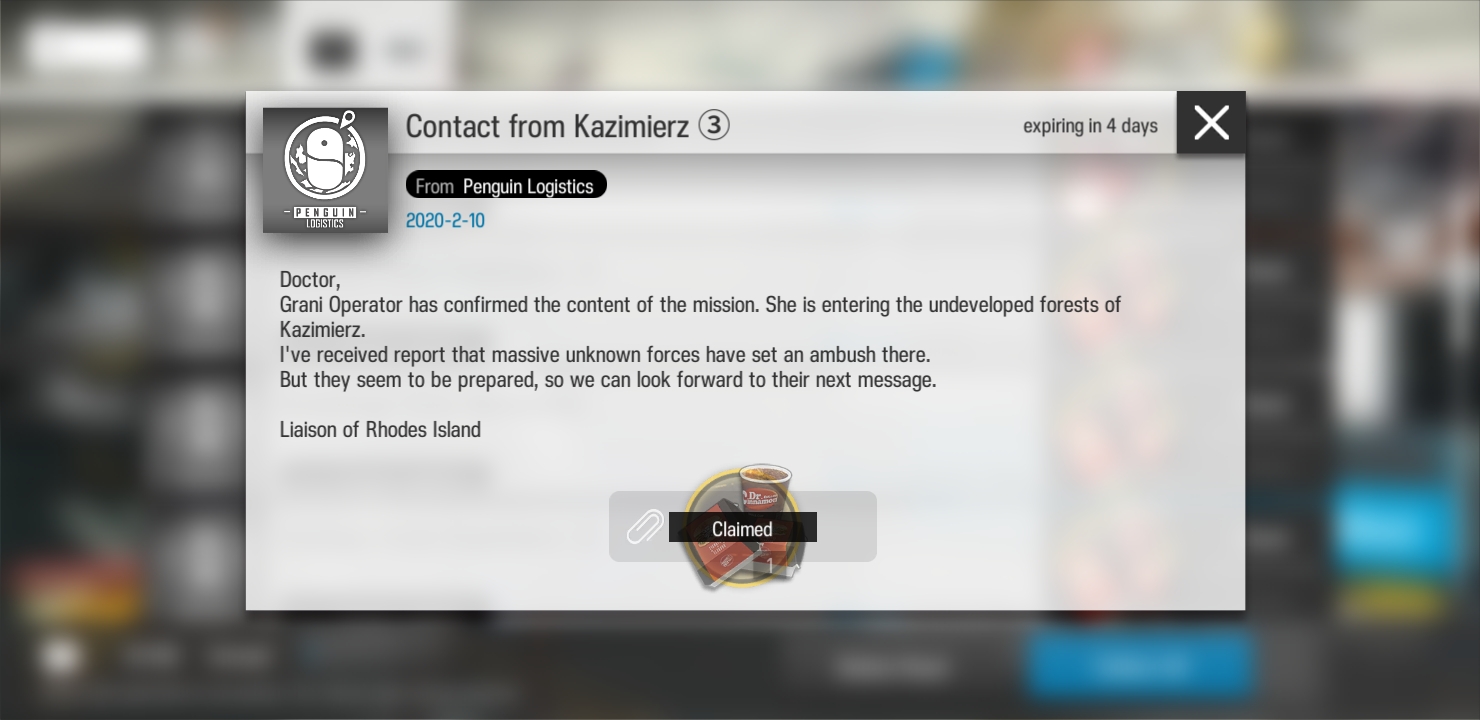 Contact from Kazimierz ③
expiring in 4 days
PENGUIN
LOGISTICS
From Penguin Logistics
2020-2-10
Doctor,
Grani Operator has confirmed the content of the mission. She is entering the undeveloped forests of
Kazimierz.
I've received report that massive unknown forces have set an ambush there.
But they seem to be prepared, so we can look forward to their next message.
Liaison of Rhodes Island
Dr.
Claimed
1